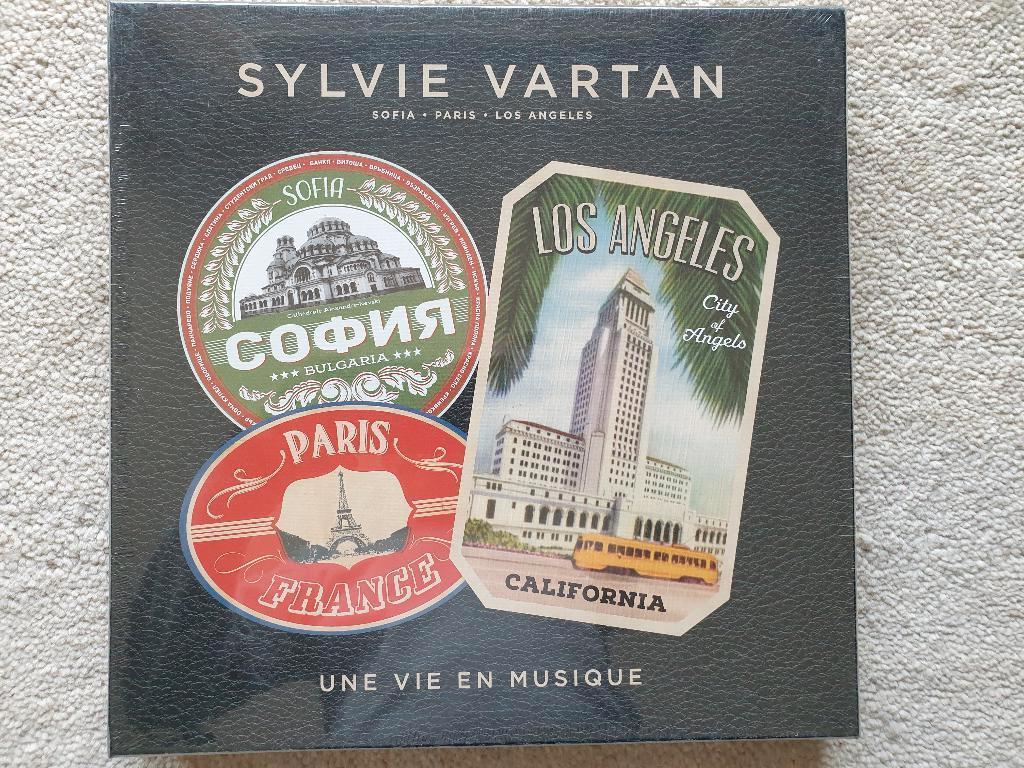 SYLVIE VARTAN
SOFIA • PARIS • LOS ANGELES
SOFIA
СОФИЯ
★★★ BULGARIA ★★★
LOS ANGELES
City
of
Angels
CALIFORNIA
PARIS
FRANCE
UNE VIE EN MUSIQUE